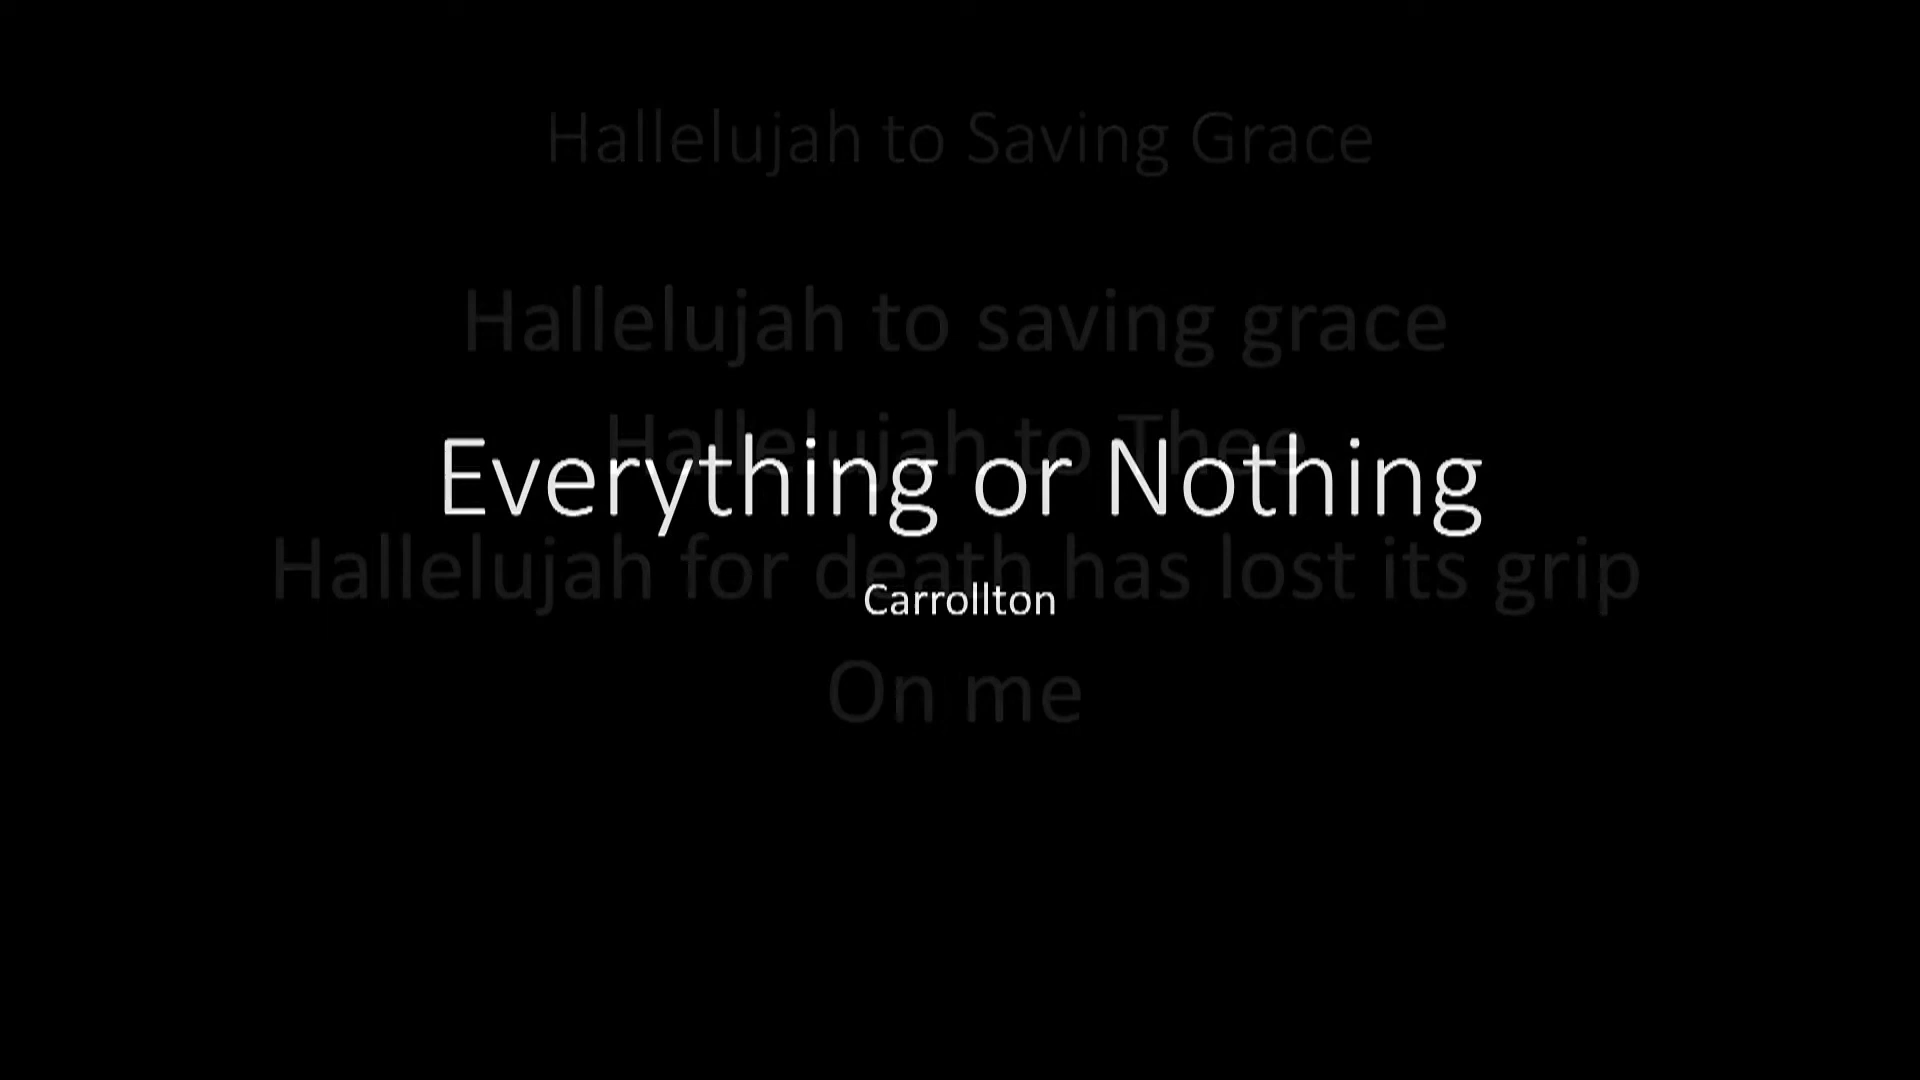 Hallelujah to Saving Grace
Hallelujah to saving grace
Hallelujah to Thee
Everything or Nothing
Hallelujah for death has lost its grip
Carrollton
On me